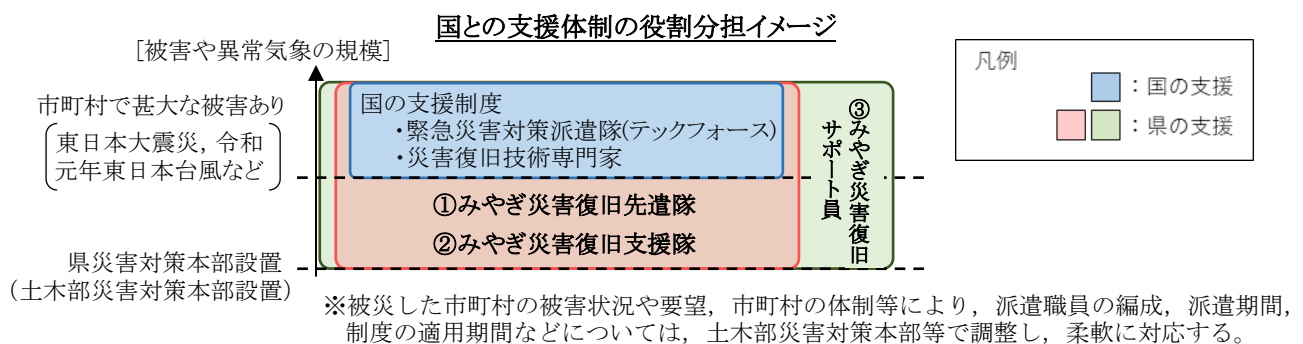 国との支援体制の役割分担イメージ
[被害や異常気象の規模]
市町村で甚大な被害あり
東日本大震災，令和
元年東日本台風など
国の支援制度
・緊急災害対策派遣隊(テックフォース)
・災害復旧技術専門家
①みやぎ災害復旧先遣隊
②みやぎ災害復旧支援隊
③みやぎ災害復旧
サポート員
県災害対策本部設置
（土木部災害対策本部設置）
凡例
：国の支援
：県の支援
※被災した市町村の被害状況や要望，市町村の体制等により，派遣職員の編成，派遣期間，
制度の適用期間などについては，土木部災害対策本部等で調整し，柔軟に対応する。